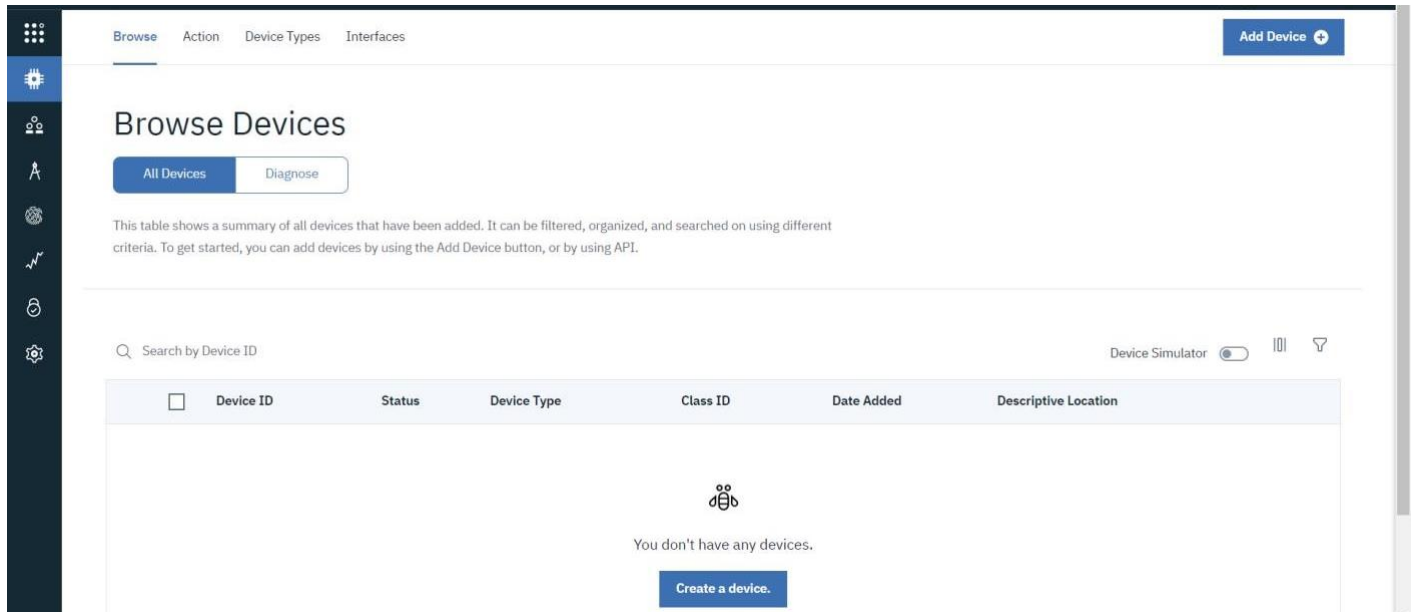 Browse Action Device Types Interfaces Add Device
Browse Devices
All Devices Diagnose
This table shows a summary of all devices that have been added. It can be filtered, organized, and searched on using different
criteria. To get started, you can add devices by using the Add Device button, or by using API.
Search by Device ID Device Simulator
Device ID Status Device Type Class ID Date Added Descriptive Location
You don't have any devices.
Create a device.